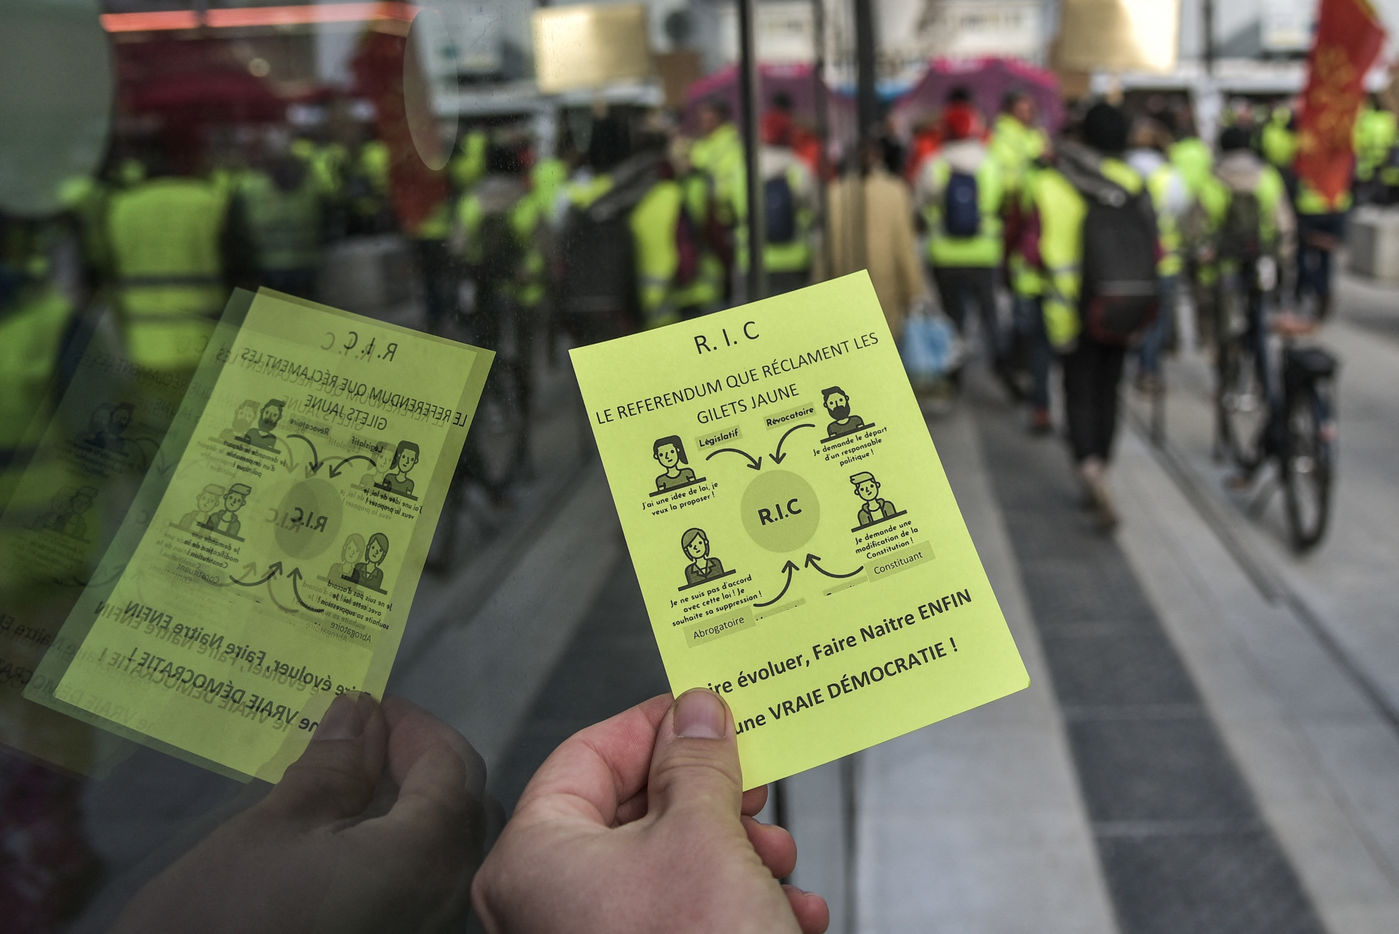 R. I. C
LE REFERENDUM QUE RÉCLAMENT LES
GILETS JAUNE
Législatif
Révocatoire
J'ai une idée de loi, je
veux la proposer !
Je demande le départ
d'un responsable
politique !
R.I.C
Je ne suis pas d'accord
avec cette loi ! Je
souhaite sa suppression !
Abrogatoire
Je demande une
modification de la
Constitution !
Constituant
ire évoluer, Faire Naitre ENFIN
une VRAIE DÉMOCRATIE !